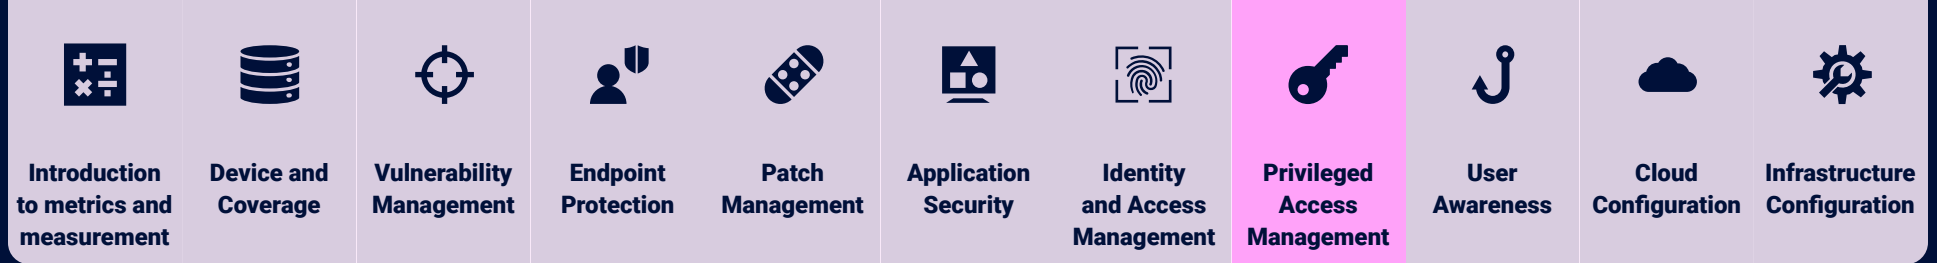 Introduction
to metrics and
measurement
Device and
Coverage
Vulnerability
Management
Endpoint
Protection
Patch
Management
Application
Security
Identity
and Access
Management
Privileged
Access
Management
User
Awareness
Cloud
Configuration
Infrastructure
Configuration